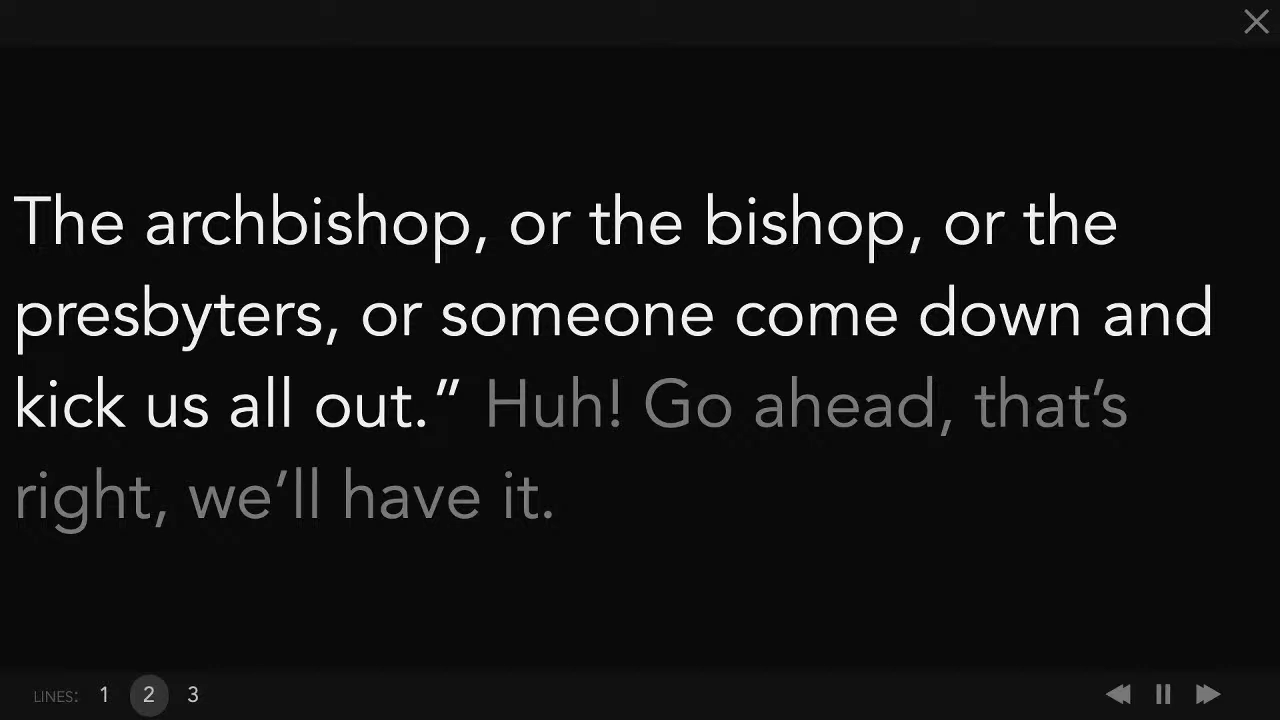 The archbishop, or the bishop, or the
presbyters, or someone come down and
kick us all out.” Huh! Go ahead, that’s
right, we’ll have it.
LINES: 1 2 3